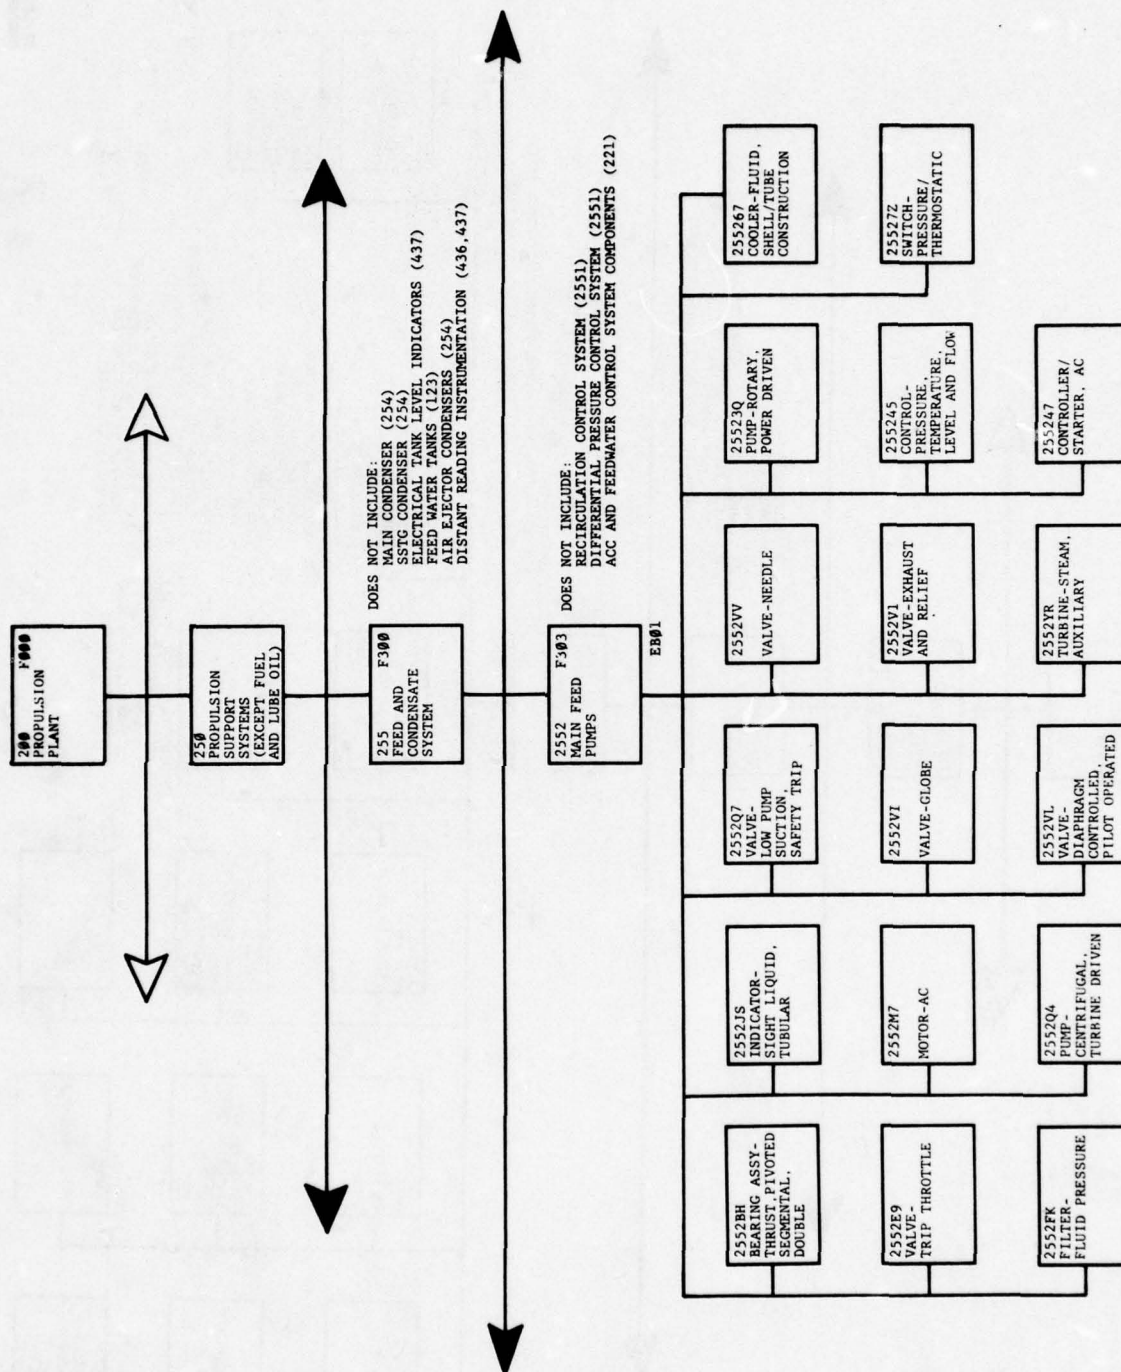 200 F000
PROPULSION
PLANT
250
PROPULSION
SUPPORT
SYSTEMS
(EXCEPT FUEL
AND LUBE OIL)
255 F300
FEED AND
CONDENSATE
SYSTEM
DOES NOT INCLUDE:
MAIN CONDENSER (254)
SSTG CONDENSER (254)
ELECTRICAL TANK LEVEL INDICATORS (437)
FEED WATER TANKS (123)
AIR EJECTOR CONDENSERS (254)
DISTANT READING INSTRUMENTATION (436,437)
2552 F303
MAIN FEED
PUMPS
DOES NOT INCLUDE:
RECIRCULATION CONTROL SYSTEM (2551)
DIFFERENTIAL PRESSURE CONTROL SYSTEM (2551)
ACC AND FEEDWATER CONTROL SYSTEM COMPONENTS (221)
EB01
2552BH
BEARING ASSY-
THRUST,PIVOTED
SEGMENTAL,
DOUBLE
2552JS
INDICATOR-
SIGHT LIQUID,
TUBULAR
2552Q7
VALVE-
LOW PUMP
SUCTION,
SAFETY TRIP
2552VV
VALVE-NEEDLE
25523Q
PUMP-ROTARY,
POWER DRIVEN
255267
COOLER-FLUID,
SHELL/TUBE
CONSTRUCTION
2552E9
VALVE-
TRIP THROTTLE
2552M7
MOTOR-AC
2552VI
VALVE-GLOBE
2552V1
VALVE-EXHAUST
AND RELIEF
255245
CONTROL-
PRESSURE,
TEMPERATURE,
LEVEL AND FLOW
25527Z
SWITCH-
PRESSURE/
THERMOSTATIC
2552FK
FILTER-
FLUID PRESSURE
2552Q4
PUMP-
CENTRIFUGAL,
TURBINE DRIVEN
2552VL
VALVE-
DIAPHRAGM
CONTROLLED,
PILOT OPERATED
2552YR
TURBINE-STEAM,
AUXILIARY
255247
CONTROLLER/
STARTER, AC